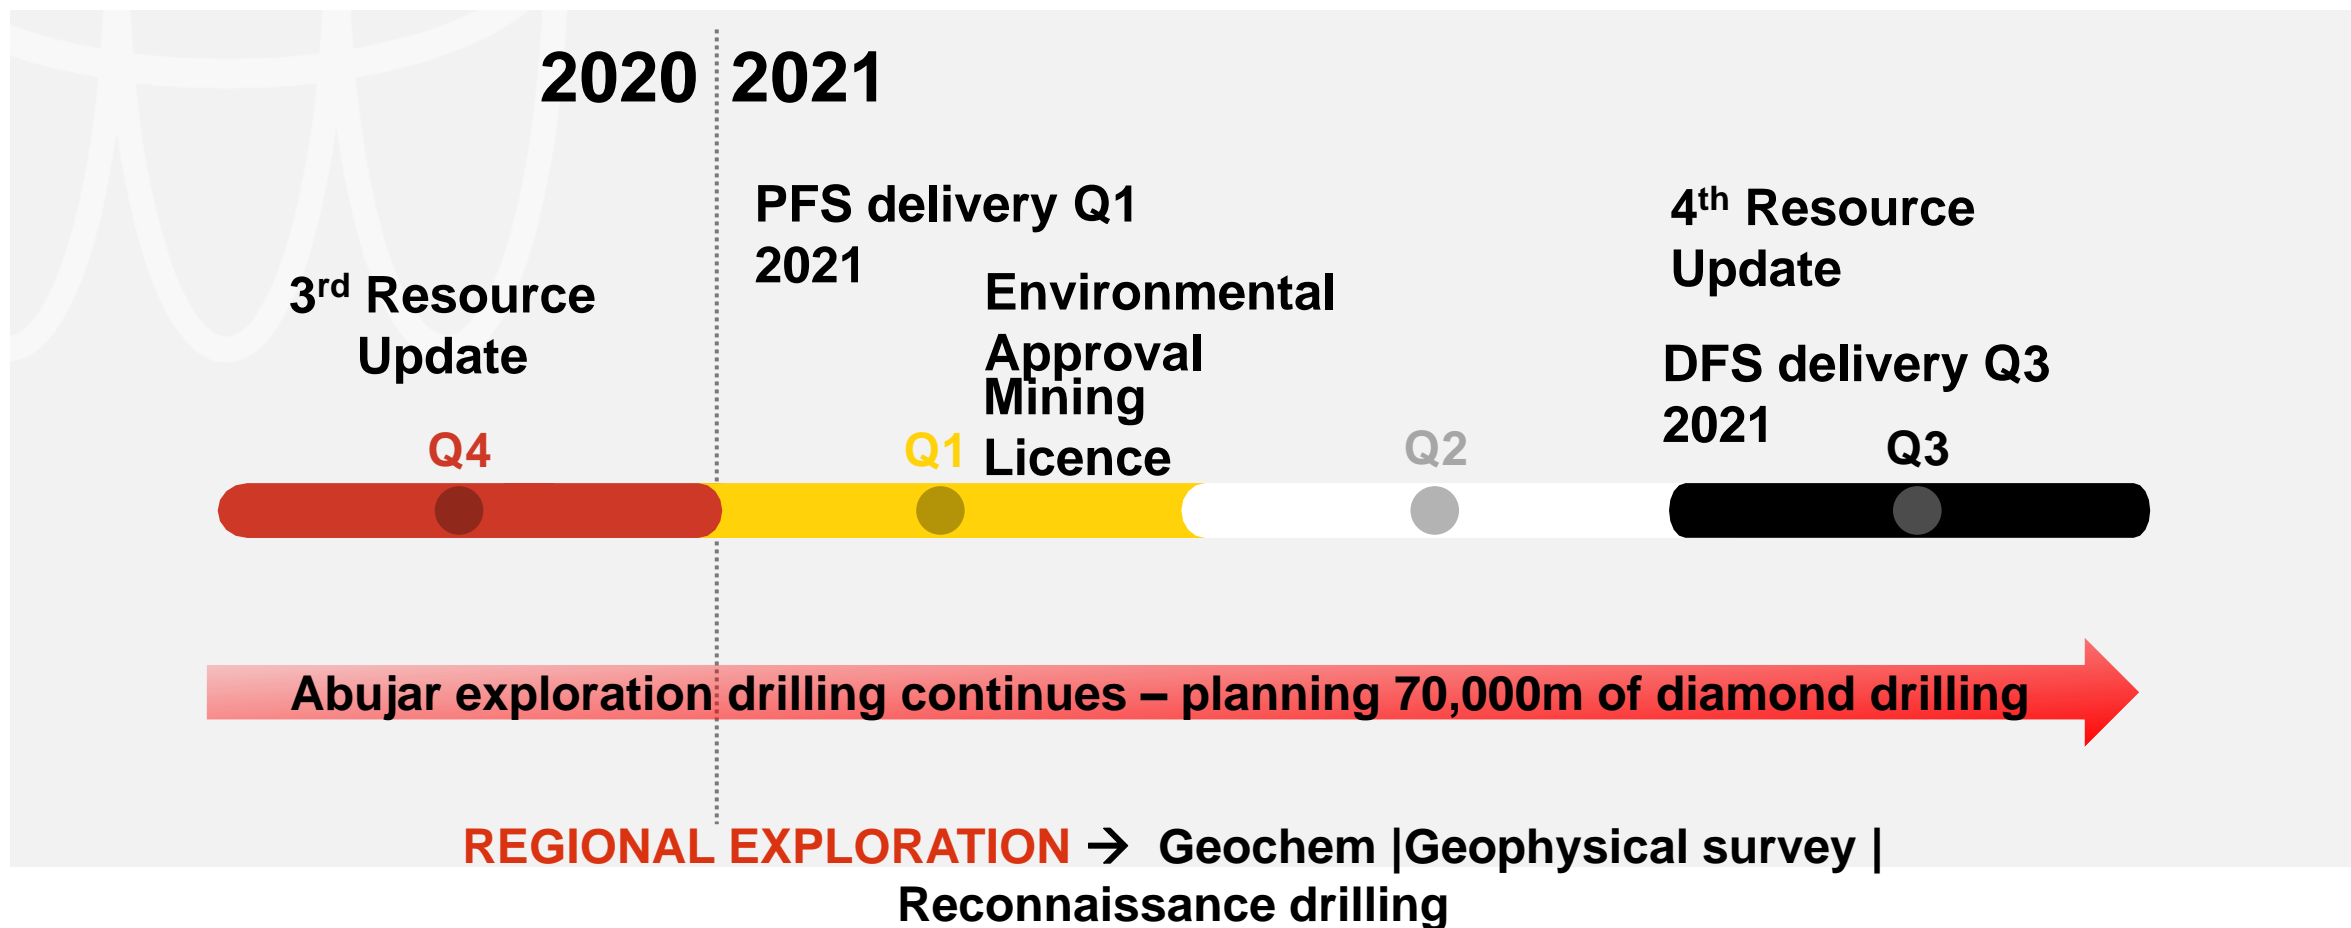 2020 2021
PFS delivery Q1
2021
4th Resource
Update
3rd Resource
Update
Environmental
Approval
Mining
Licence
DFS delivery Q3
2021
Q4
Q1
Q2
Q3
Abujar exploration drilling continues – planning 70,000m of diamond drilling
REGIONAL EXPLORATION → Geochem |Geophysical survey |
Reconnaissance drilling